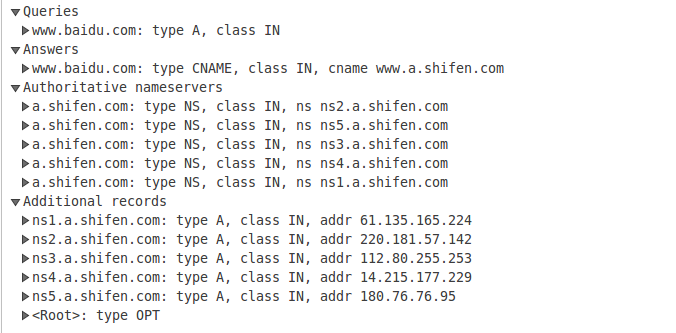 Queries
www.baidu.com: type A, class IN
Answers
www.baidu.com: type CNAME, class IN, cname www.a.shifen.com
Authoritative nameservers
a.shifen.com: type NS, class IN, ns ns2.a.shifen.com
a.shifen.com: type NS, class IN, ns ns5.a.shifen.com
a.shifen.com: type NS, class IN, ns ns3.a.shifen.com
a.shifen.com: type NS, class IN, ns ns4.a.shifen.com
a.shifen.com: type NS, class IN, ns ns1.a.shifen.com
Additional records
ns1.a.shifen.com: type A, class IN, addr 61.135.165.224
ns2.a.shifen.com: type A, class IN, addr 220.181.57.142
ns3.a.shifen.com: type A, class IN, addr 112.80.255.253
ns4.a.shifen.com: type A, class IN, addr 14.215.177.229
ns5.a.shifen.com: type A, class IN, addr 180.76.76.95
<Root>: type OPT